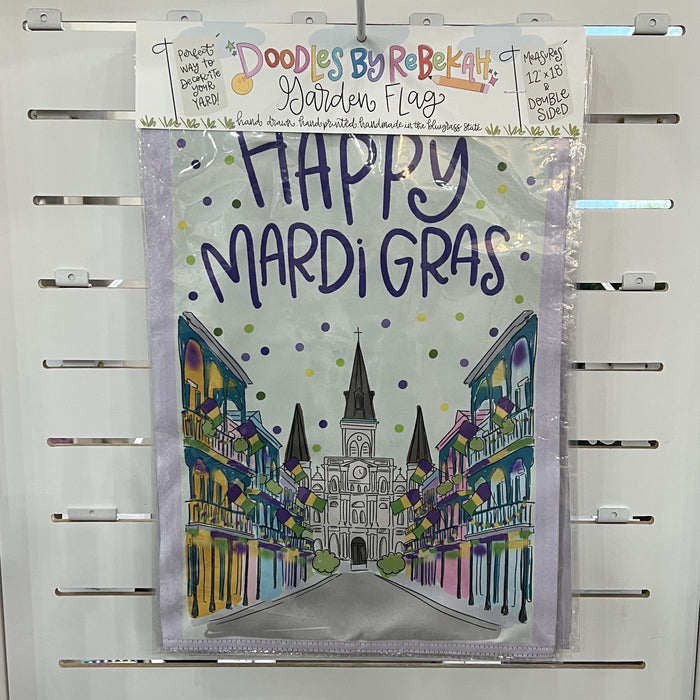 Perfect
WAY TO
DECORATE
YOUR
YARD!
DOODLES BY REBEKAH
Garden Flag
hand drawn. hand printed. handmade in the bluegrass state
MEASURES
12"x18"
&
DOUBLE
SIDED
HAPPY
MARDI GRAS